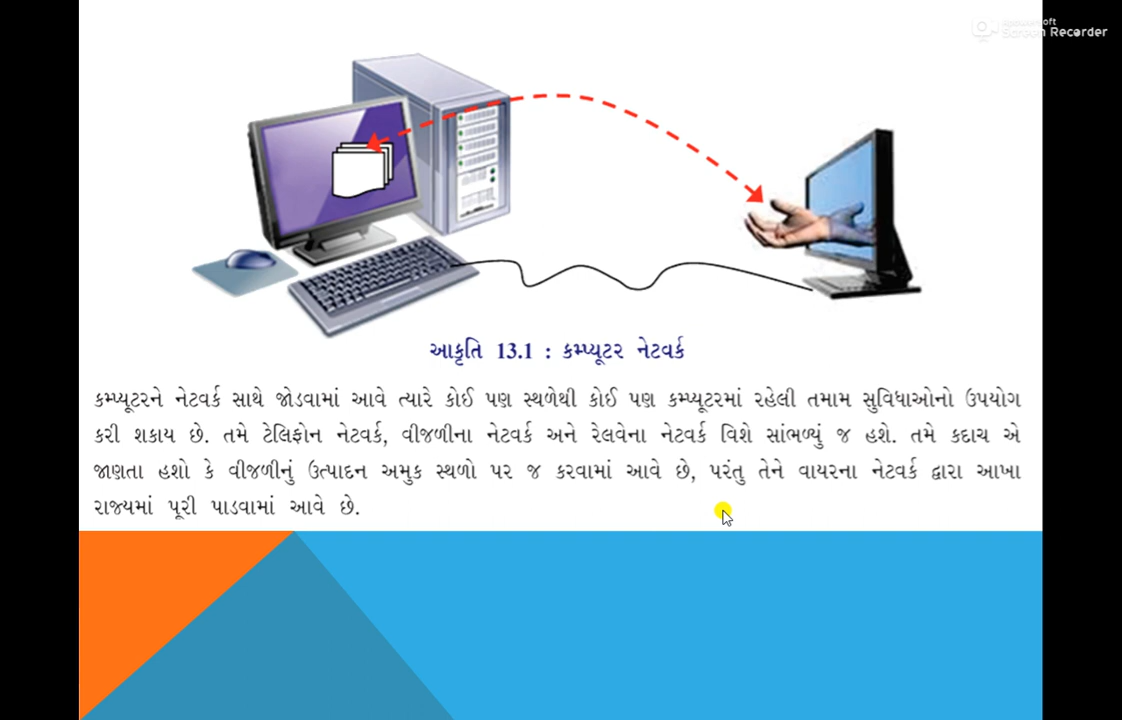 Screen Recorder
આકૃતિ 13.1 : કમ્પ્યૂટર નેટવર્ક
કમ્પ્યૂટરને નેટવર્ક સાથે જોડવામાં આવે ત્યારે કોઈ પણ સ્થળેથી કોઈ પણ કમ્પ્યૂટરમાં રહેલી તમામ સુવિધાઓનો ઉપયોગ
કરી શકાય છે. તમે ટેલિફોન નેટવર્ક, વીજળીના નેટવર્ક અને રેલવેના નેટવર્ક વિશે સાંભળ્યું જ હશે. તમે કદાચ એ
જાણતા હશો કે વીજળીનું ઉત્પાદન અમુક સ્થળો પર જ કરવામાં આવે છે, પરંતુ તેને વાયરના નેટવર્ક દ્વારા આખા
રાજ્યમાં પૂરી પાડવામાં આવે છે.